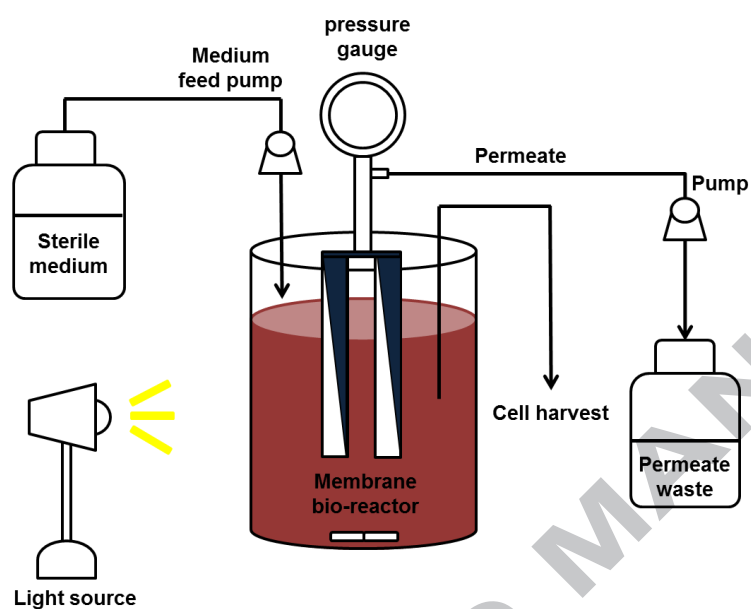 pressure
gauge
Medium
feed pump
Permeate
Pump
Sterile
medium
Cell harvest
Permeate
waste
Membrane
bio-reactor
Light source